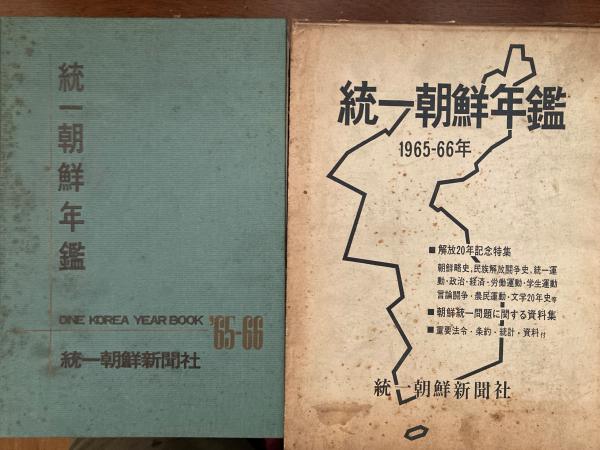 統一朝鮮年鑑
ONE KOREA YEAR BOOK '65-66
統一朝鮮新聞社
統一朝鮮年鑑
1965-66年
■解放20年記念特集
朝鮮略史,民族解放闘争史,統一運
動・政治・経済・労働運動・学生運動
言論闘争・農民運動・文学20年史等
■朝鮮統一問題に関する資料集
■重要法令・条約・統計・資料付
統一朝鮮新聞社